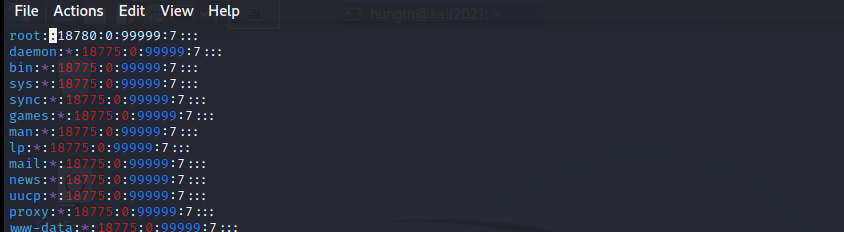 File Actions Edit View Help
hungtn@kali2021: ~
root::18780:0:99999:7:::
daemon:*:18775:0:99999:7:::
bin:*:18775:0:99999:7:::
sys:*:18775:0:99999:7:::
sync:*:18775:0:99999:7:::
games:*:18775:0:99999:7:::
man:*:18775:0:99999:7:::
lp:*:18775:0:99999:7:::
mail:*:18775:0:99999:7:::
news:*:18775:0:99999:7:::
uucp:*:18775:0:99999:7:::
proxy:*:18775:0:99999:7:::
www-data:*:18775:0:99999:7:::